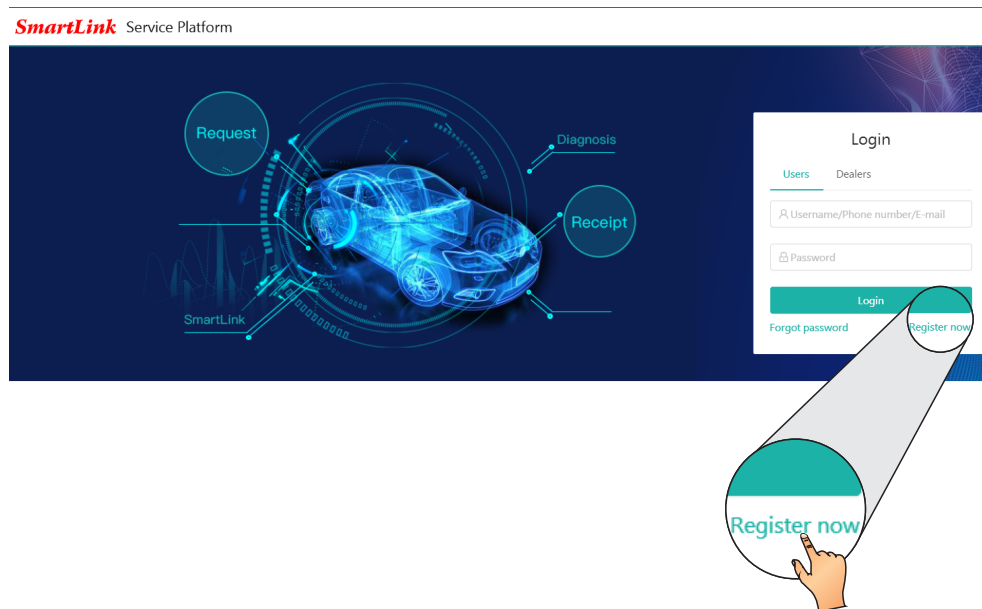 SmartLink Service Platform
Request
Diagnosis
Receipt
SmartLink
Login
Users Dealers
Username/Phone number/E-mail
Password
Login
Forgot password Register now
Register now